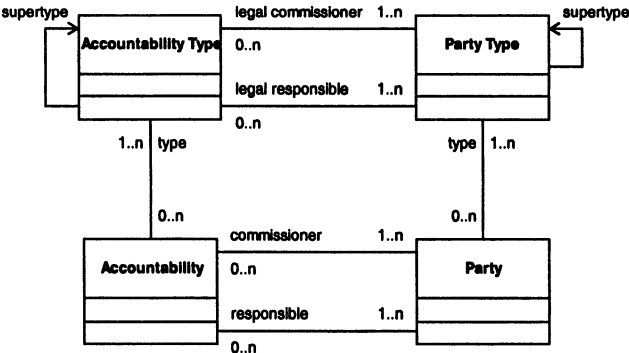 supertype legal commissioner 1..n supertype
Accountability Type 0..n Party Type
legal responsible 1..n
0..n
1..n type type 1..n
0..n 0..n
commissioner 1..n
Accountability 0..n Party
responsible 1..n
0..n